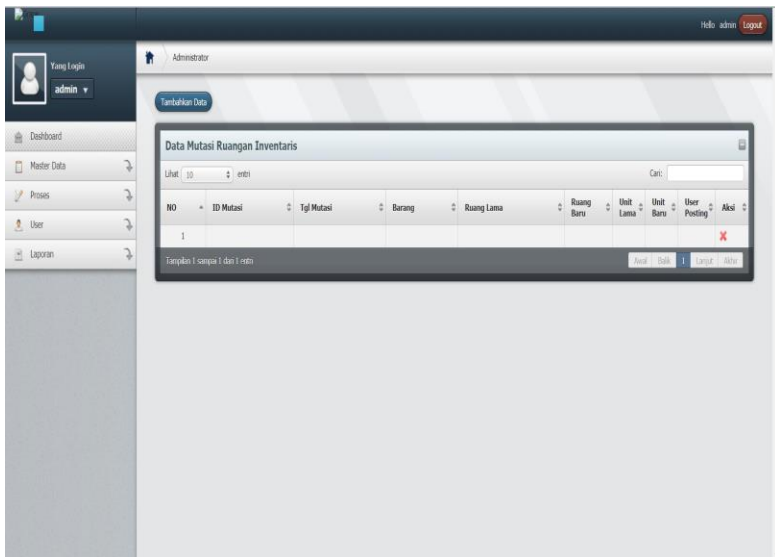 Hello admin Logout
Yang Login
admin
Administrator
Tambahkan Data
Dashboard
Master Data
Proses
User
Laporan
Data Mutasi Ruangan Inventaris
Lihat 10 entri
Cari:
NO ID Mutasi Tgl Mutasi Barang Ruang Lama Ruang Baru Unit Lama Unit Baru User Posting Aksi
1
Tampilan 1 sampai 1 dari 1 entri
Awal Balik 1 Lanjut Akhir